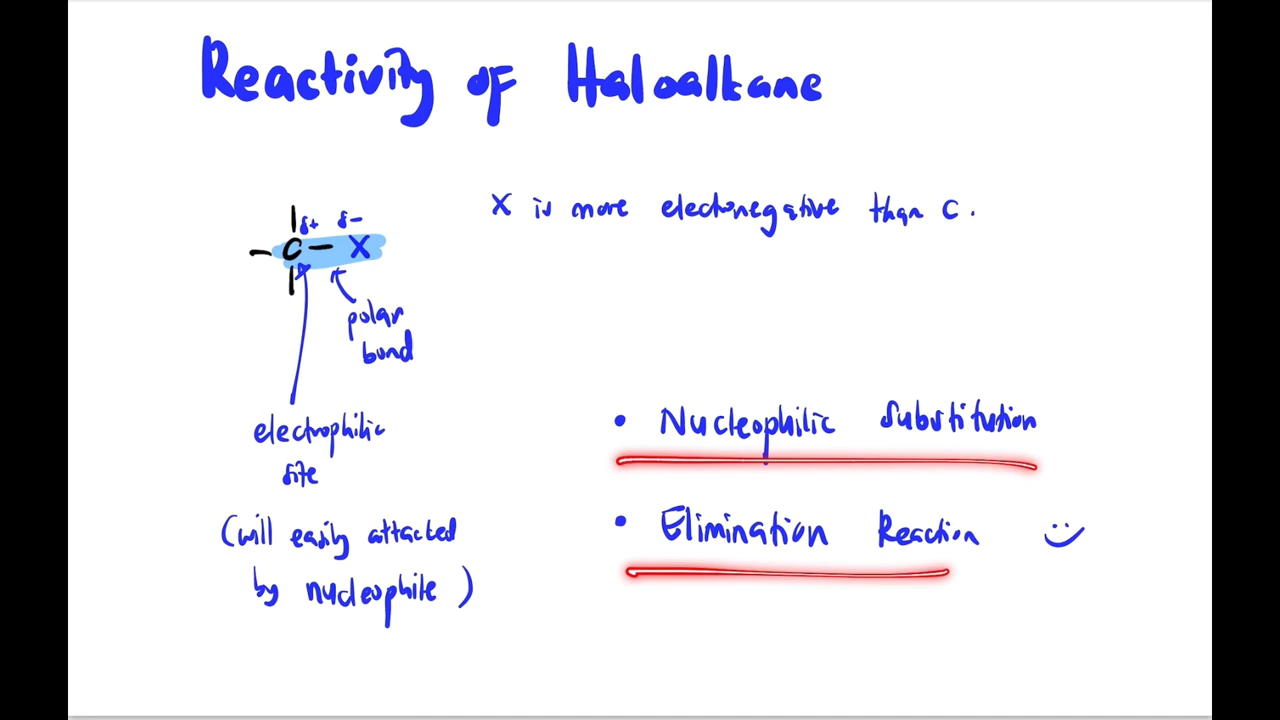 Reactivity of Haloalkane
X is more electronegative than C.
δ+ δ-
C - X
polar
bond
electrophilic
site
(will easily attacked
by nucleophile)
• Nucleophilic Substitution
• Elimination Reaction